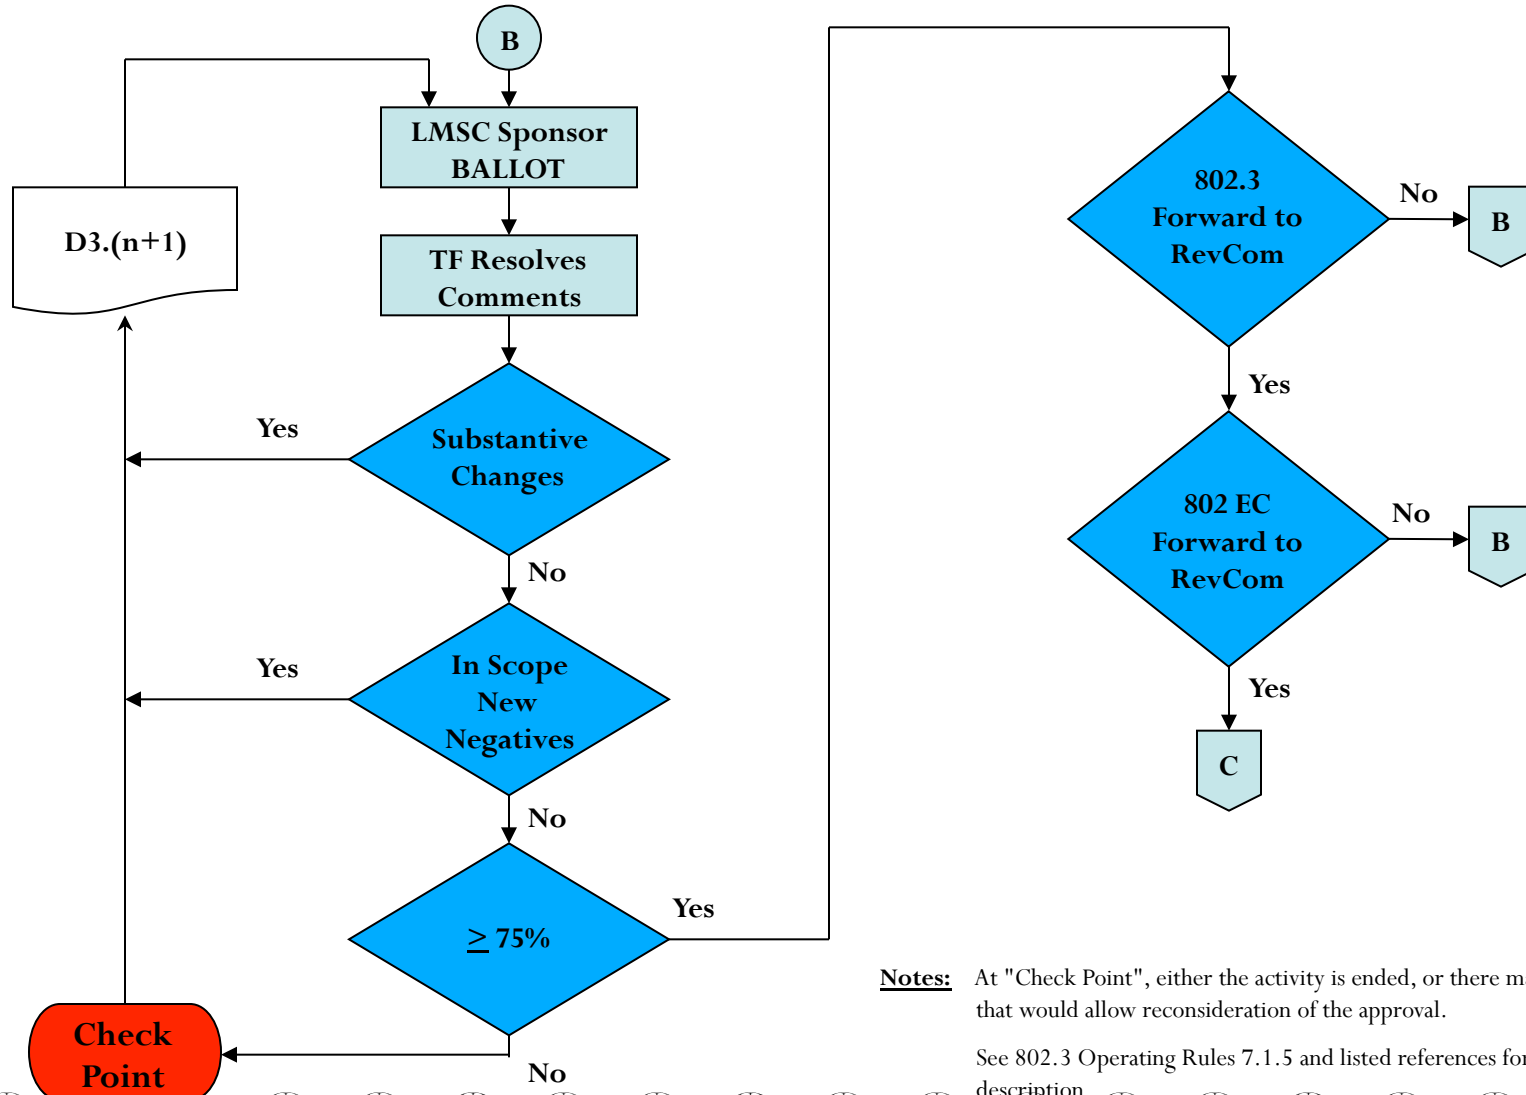 B
LMSC Sponsor
BALLOT
D3.(n+1)
TF Resolves
Comments
Substantive
Changes
Yes
No
In Scope
New
Negatives
Yes
No
≥ 75%
Yes
No
Check
Point
802.3
Forward to
RevCom
No
B
Yes
802 EC
Forward to
RevCom
No
B
Yes
C
Notes: At "Check Point", either the activity is ended, or there
that would allow reconsideration of the approval.
See 802.3 Operating Rules 7.1.5 and listed references for
description